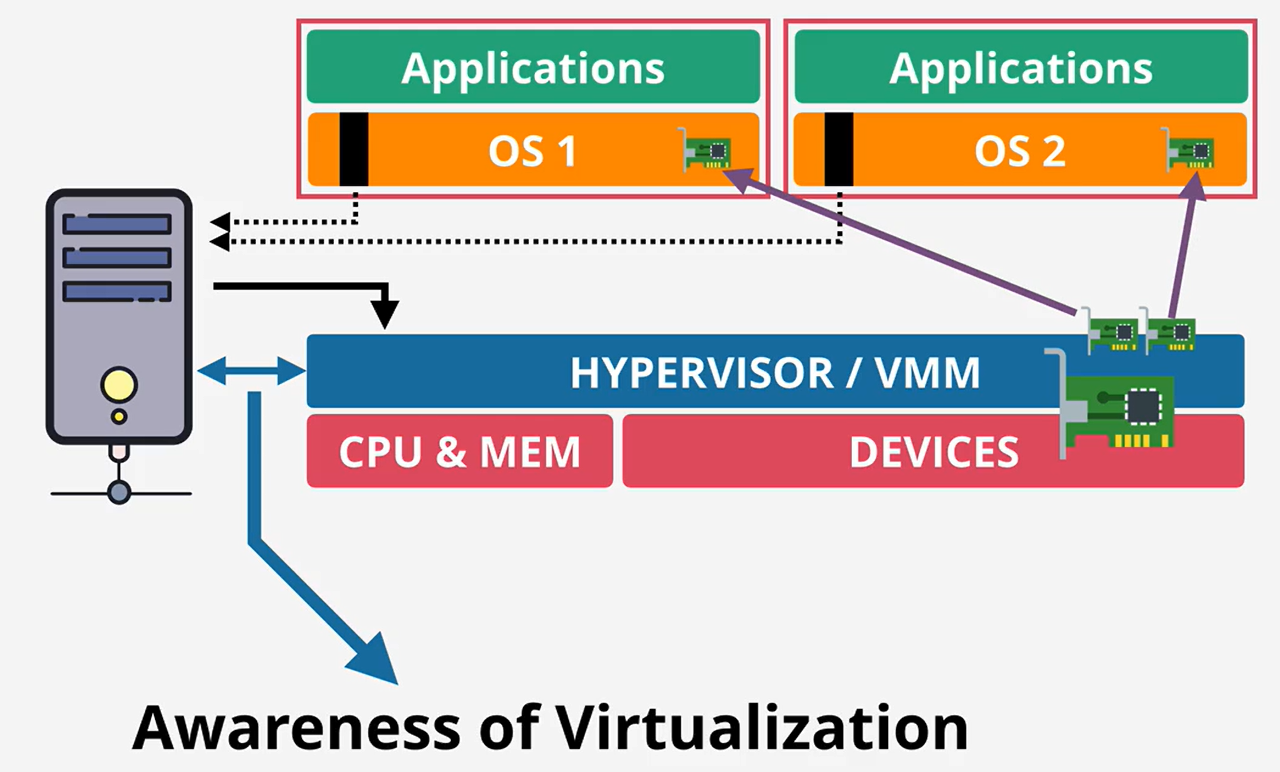 Applications
Applications
OS 1
OS 2
HYPERVISOR / VMM
CPU & MEM
DEVICES
Awareness of Virtualization